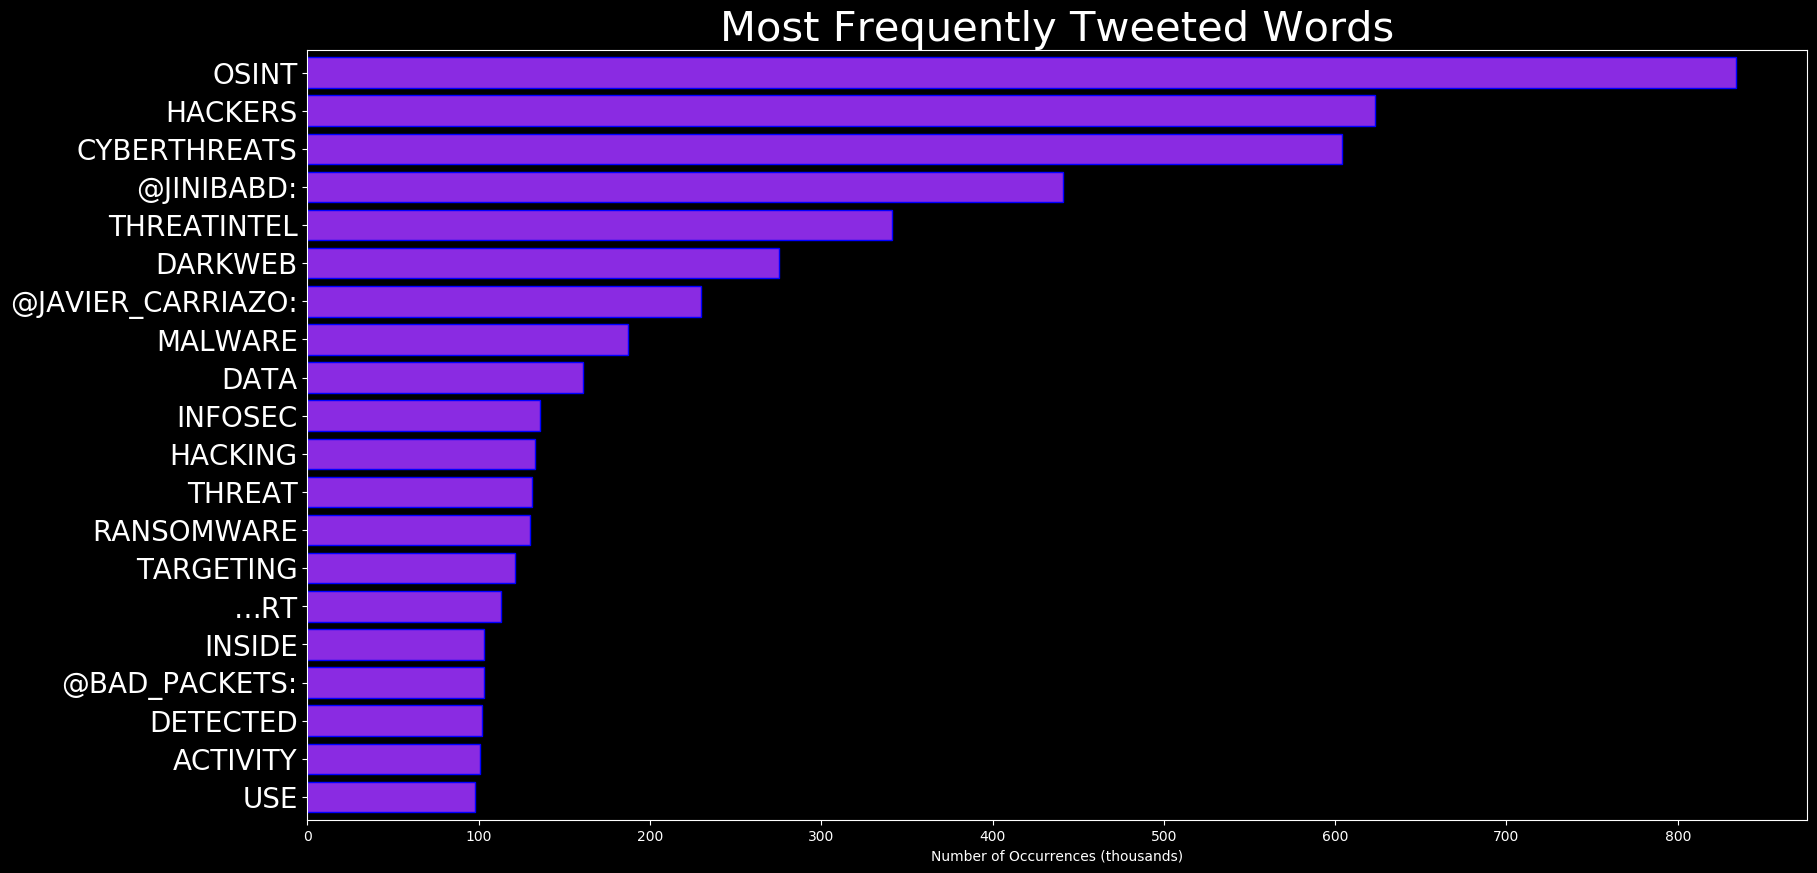 Most Frequently Tweeted Words
OSINT
HACKERS
CYBERTHREATS
@JINIBABD:
THREATINTEL
DARKWEB
@JAVIER_CARRIAZO:
MALWARE
DATA
INFOSEC
HACKING
THREAT
RANSOMWARE
TARGETING
…RT
INSIDE
@BAD_PACKETS:
DETECTED
ACTIVITY
USE
0 100 200 300 400 500 600 700 800
Number of Occurrences (thousands)